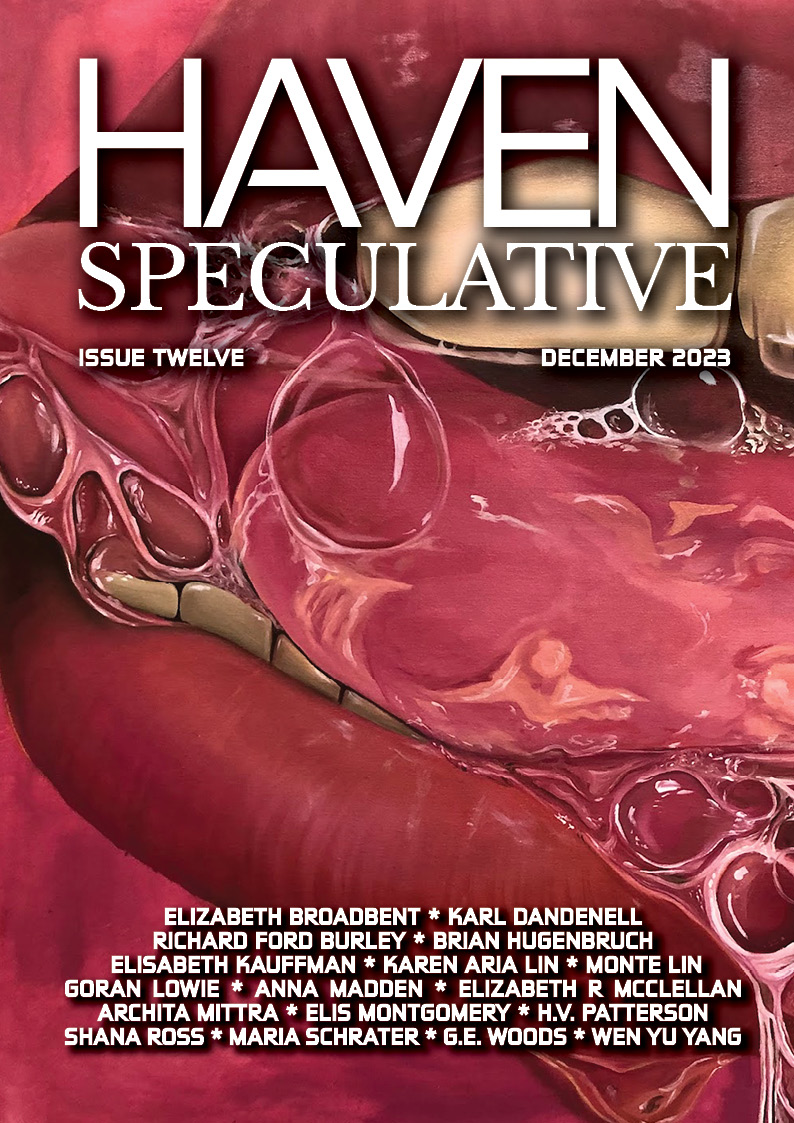 HAVEN
SPECULATIVE
ISSUE TWELVE DECEMBER 2023
ELIZABETH BROADBENT * KARL DANDENELL
RICHARD FORD BURLEY * BRIAN HUGENBRUCH
ELISABETH KAUFFMAN * KAREN ARIA LIN * MONTE LIN
GORAN LOWIE * ANNA MADDEN * ELIZABETH R MCCLELLAN
ARCHITA MITTRA * ELIS MONTGOMERY * H.V. PATTERSON
SHANA ROSS * MARIA SCHRATER * G.E. WOODS * WEN YU YANG